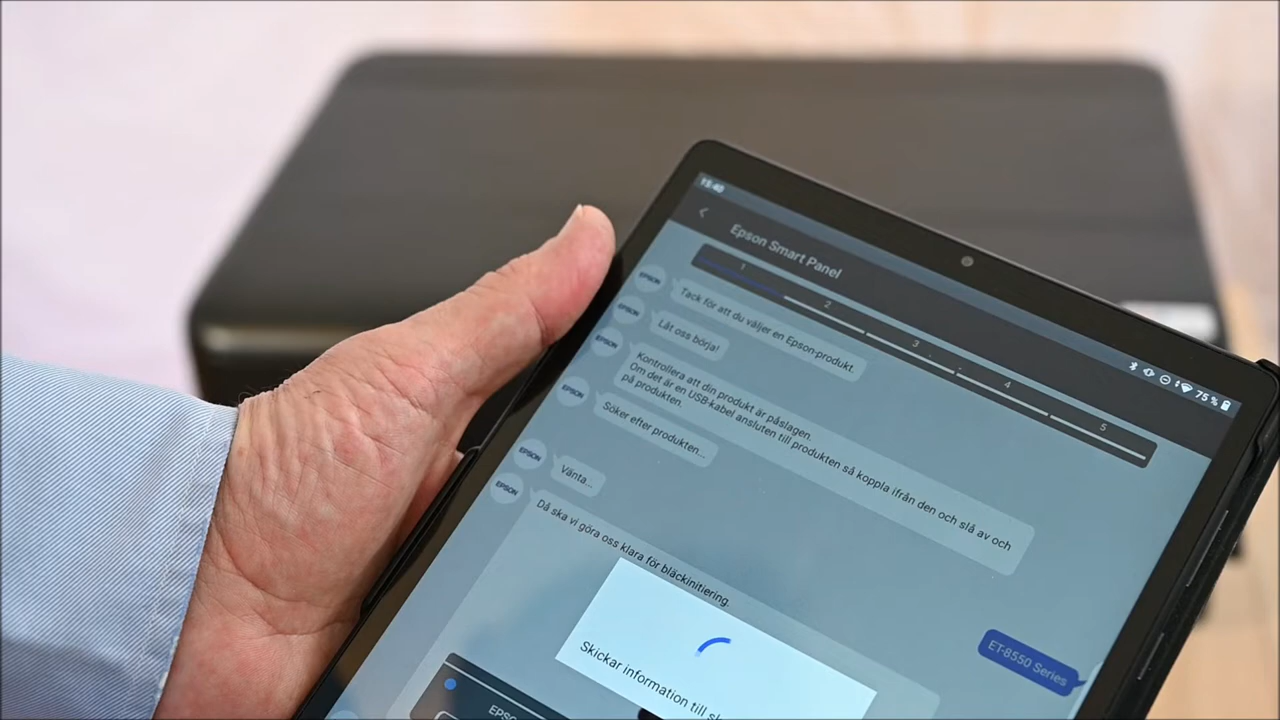 15:40
75 %
Epson Smart Panel
1
2
3
4
5
EPSON
Tack för att du väljer en Epson-produkt.
EPSON
Låt oss börja!
EPSON
Kontrollera att din produkt är påslagen.
Om det är en USB-kabel ansluten till produkten så koppla ifrån den och slå av och
på produkten.
EPSON
Söker efter produkten...
ET-8550 Series
EPSON
Vänta...
EPSON
Då ska vi göra oss klara för bläckinitiering.
Skickar information till
EPSO